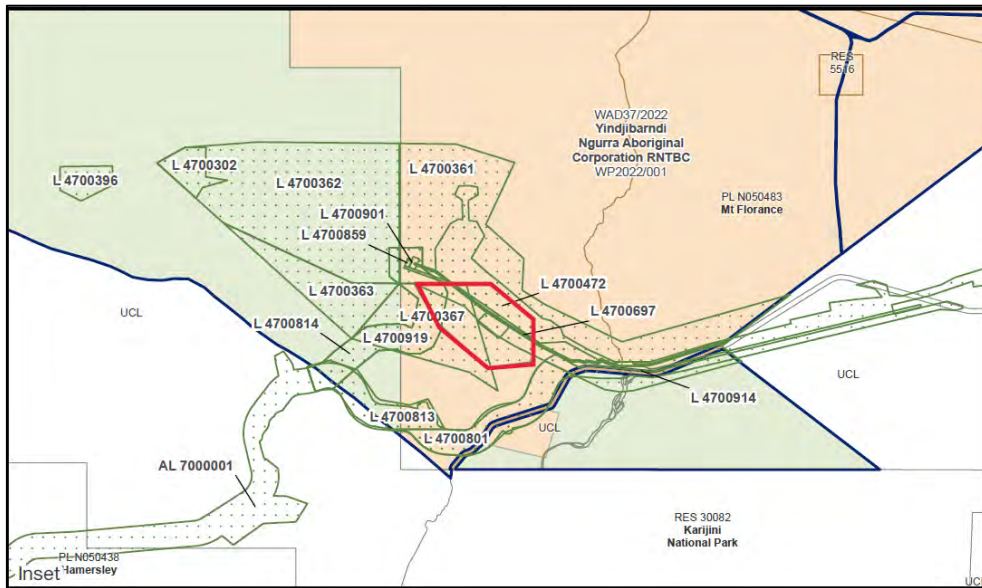 RES
5516
WAD37/2022
Yindjibarndi
Ngurra Aboriginal
Corporation RNTBC
WP2022/001
L 4700302
L 4700361
L 4700396
L 4700362
PL N050483
Mt Florance
L 4700901
L 4700859
L 4700472
L 4700363
UCL
L 4700367
L 4700697
L 4700814
L 4700919
UCL
L 4700914
L 4700813
UCL
L 4700801
AL 7000001
RES 30082
Karijini
National Park
PL N050438
Hamersley
Inset
UCL